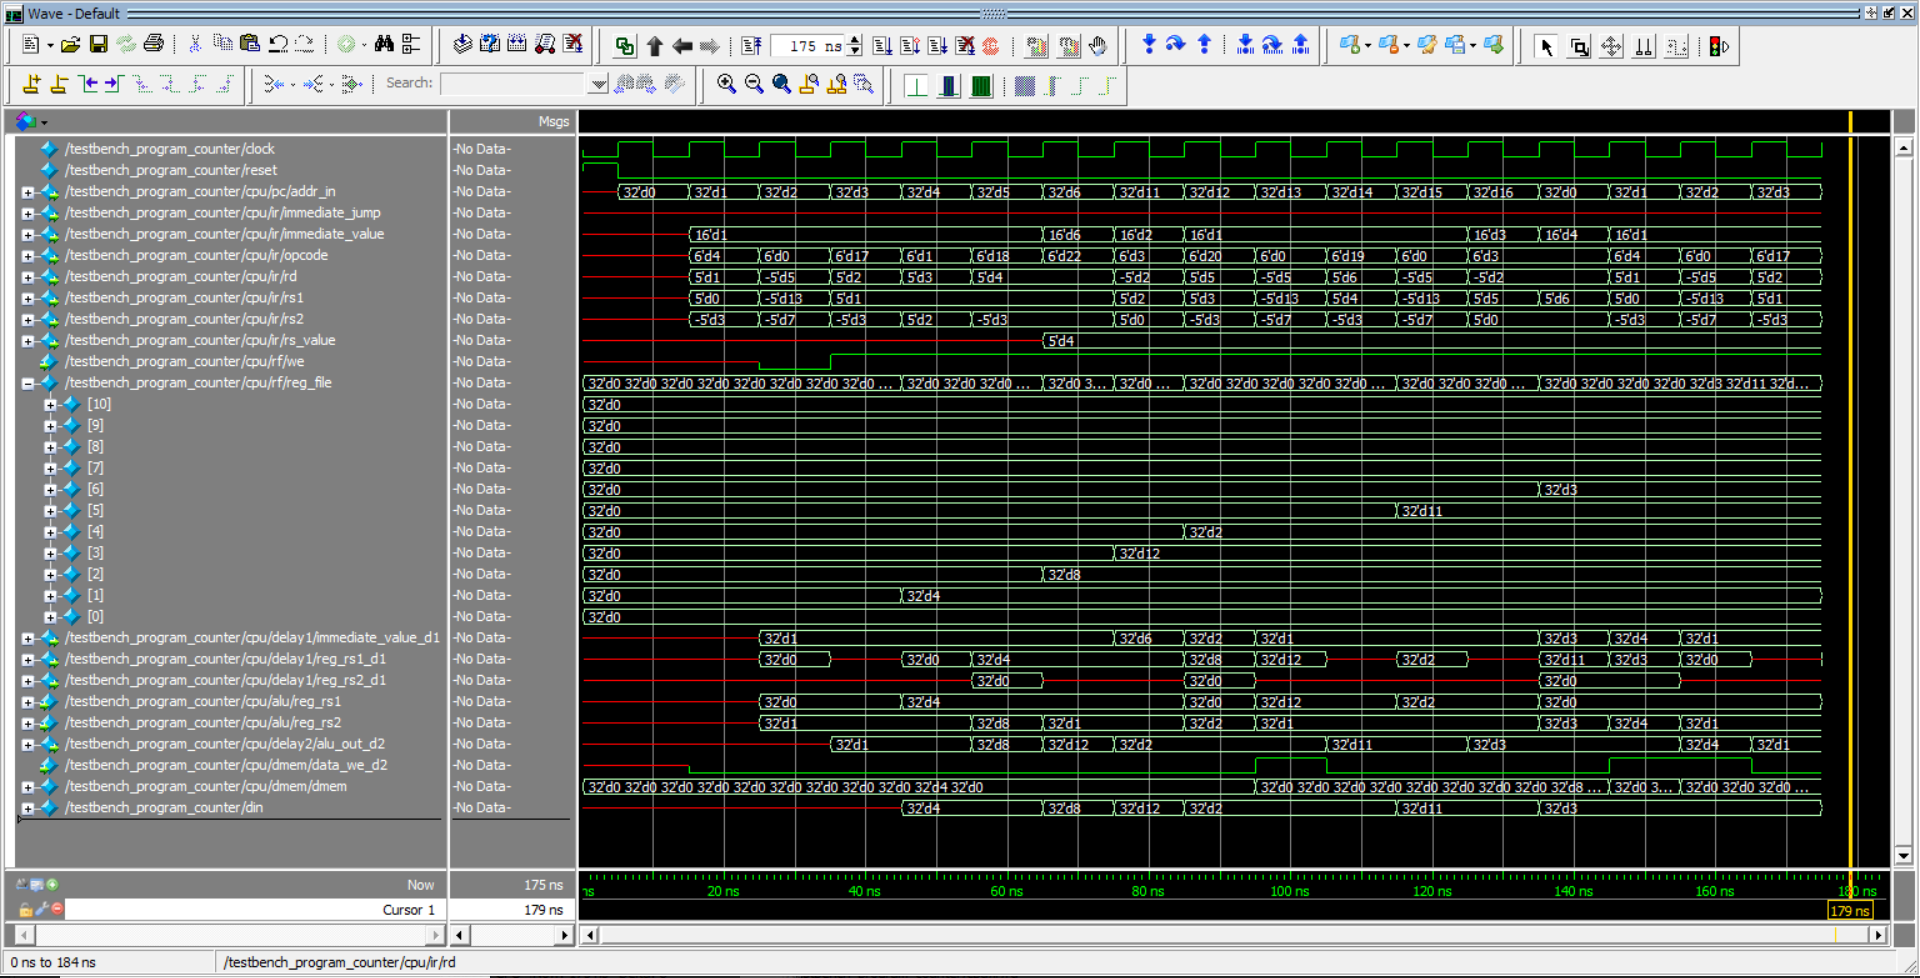 Wave - Default
175 ns
Search:
Msgs
/testbench_program_counter/clock -No Data-
/testbench_program_counter/reset -No Data-
/testbench_program_counter/cpu/pc/addr_in -No Data- 32'd0 32'd1 32'd2 32'd3 32'd4 32'd5 32'd6 32'd11 32'd12 32'd13 32'd14 32'd15 32'd16 32'd0 32'd1 32'd2 32'd3
/testbench_program_counter/cpu/ir/immediate_jump -No Data-
/testbench_program_counter/cpu/ir/immediate_value -No Data- 16'd1 16'd6 16'd2 16'd1 16'd3 16'd4 16'd1
/testbench_program_counter/cpu/ir/opcode -No Data- 6'd4 6'd0 6'd17 6'd1 6'd18 6'd22 6'd3 6'd20 6'd0 6'd19 6'd0 6'd3 6'd4 6'd0 6'd17
/testbench_program_counter/cpu/ir/rd -No Data- 5'd1 -5'd5 5'd2 5'd3 5'd4 -5'd2 5'd5 -5'd5 5'd6 -5'd5 -5'd2 5'd1 -5'd5 5'd2
/testbench_program_counter/cpu/ir/rs1 -No Data- 5'd0 -5'd13 5'd1 5'd2 5'd3 -5'd13 5'd4 -5'd13 5'd5 5'd6 5'd0 -5'd13 5'd1
/testbench_program_counter/cpu/ir/rs2 -No Data- -5'd3 -5'd7 -5'd3 5'd2 -5'd3 5'd0 -5'd3 -5'd7 -5'd3 -5'd7 5'd0 -5'd3 -5'd7 -5'd3
/testbench_program_counter/cpu/ir/rs_value -No Data- 5'd4
/testbench_program_counter/cpu/rf/we -No Data-
/testbench_program_counter/cpu/rf/reg_file -No Data- 32'd0 32'd0 32'd0 32'd0 32'd0 32'd0 32'd0 32'd0 ... 32'd0 32'd0 32'd0 ... 32'd0 3... 32'd0 ... 32'd0 32'd0 32'd0 32'd0 32'd0 ... 32'd0 32'd0 32'd0 ... 32'd0 32'd0 32'd0 32'd0 32'd3 32'd11 32'd...
[10] -No Data- 32'd0
[9] -No Data- 32'd0
[8] -No Data- 32'd0
[7] -No Data- 32'd0
[6] -No Data- 32'd0 32'd3
[5] -No Data- 32'd0 32'd11
[4] -No Data- 32'd0 32'd2
[3] -No Data- 32'd0 32'd12
[2] -No Data- 32'd0 32'd8
[1] -No Data- 32'd0 32'd4
[0] -No Data- 32'd0
/testbench_program_counter/cpu/delay1/immediate_value_d1 -No Data- 32'd1 32'd6 32'd2 32'd1 32'd3 32'd4 32'd1
/testbench_program_counter/cpu/delay1/reg_rs1_d1 -No Data- 32'd0 32'd0 32'd4 32'd8 32'd12 32'd2 32'd11 32'd3 32'd0
/testbench_program_counter/cpu/delay1/reg_rs2_d1 -No Data- 32'd0 32'd0 32'd0
/testbench_program_counter/cpu/alu/reg_rs1 -No Data- 32'd0 32'd4 32'd0 32'd12 32'd2 32'd0
/testbench_program_counter/cpu/alu/reg_rs2 -No Data- 32'd1 32'd8 32'd1 32'd2 32'd1 32'd3 32'd4 32'd1
/testbench_program_counter/cpu/delay2/alu_out_d2 -No Data- 32'd1 32'd8 32'd12 32'd2 32'd11 32'd3 32'd4 32'd1
/testbench_program_counter/cpu/dmem/data_we_d2 -No Data-
/testbench_program_counter/cpu/dmem/dmem -No Data- 32'd0 32'd0 32'd0 32'd0 32'd0 32'd0 32'd0 32'd0 32'd0 32'd4 32'd0 32'd0 32'd0 32'd0 32'd0 32'd0 32'd0 32'd0 32'd0 32'd8 ... 32'd0 3... 32'd0 32'd0 32'd0 ...
/testbench_program_counter/din -No Data- 32'd4 32'd8 32'd12 32'd2 32'd11 32'd3
Now 175 ns ns 20 ns 40 ns 60 ns 80 ns 100 ns 120 ns 140 ns 160 ns 180 ns
Cursor 1 179 ns 179 ns
0 ns to 184 ns /testbench_program_counter/cpu/ir/rd